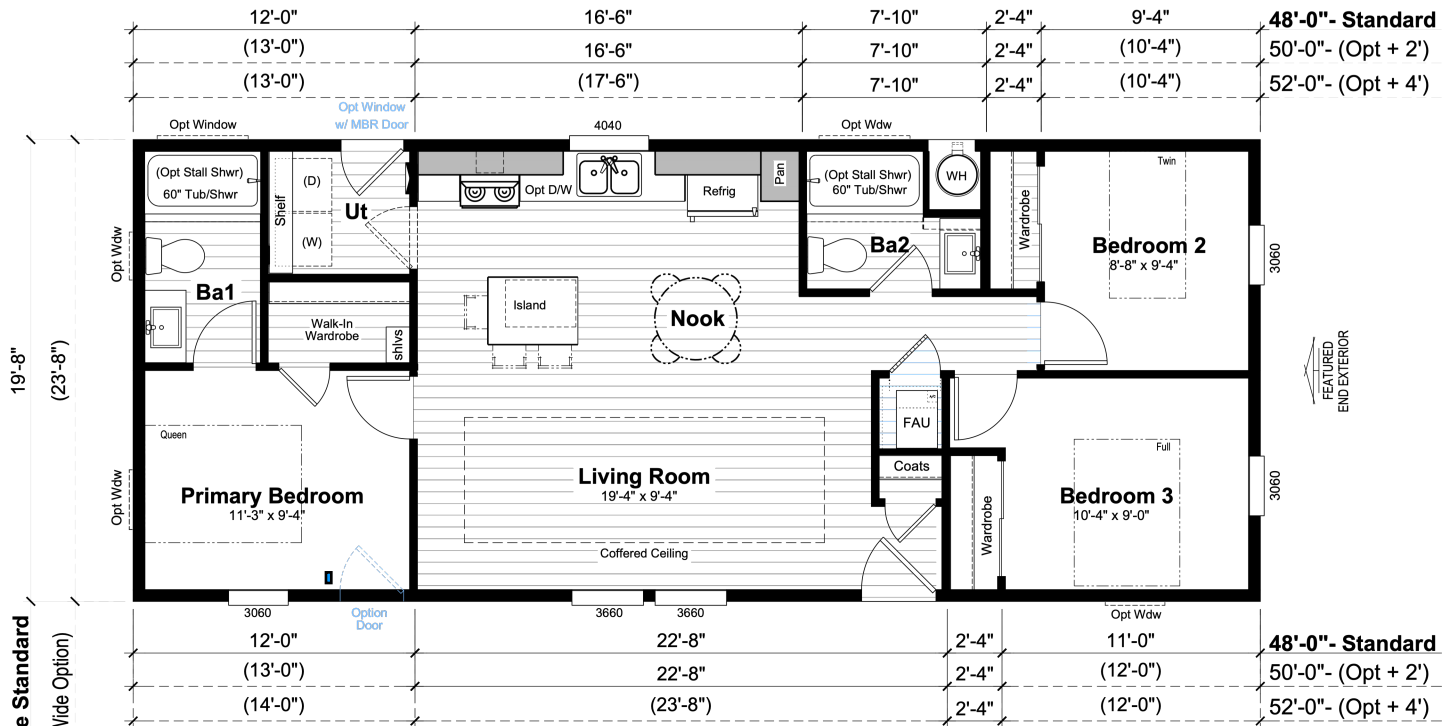 12'-0" 16'-6" 7'-10" 2'-4" 9'-4" 48'-0"- Standard
(13'-0") 16'-6" 7'-10" 2'-4" (10'-4") 50'-0"- (Opt + 2')
(13'-0") (17'-6") 7'-10" 2'-4" (10'-4") 52'-0"- (Opt + 4')
Opt Window
w/ MBR Door
Opt Window
4040
Opt Wdw
19'-8"
(23'-8")
(Opt Stall Shwr)
60" Tub/Shwr
Shelf
(D)
(W)
Ut
Opt D/W
Refrig
Pan
(Opt Stall Shwr)
60" Tub/Shwr
WH
Wardrobe
Twin
Bedroom 2
8'-8" x 9'-4"
3060
Opt Wdw
Ba1
Ba2
Walk-In
Wardrobe
shlvs
Island
Nook
FEATURED
END EXTERIOR
FAU
Coats
Queen
Primary Bedroom
11'-3" x 9'-4"
Opt Wdw
Living Room
19'-4" x 9'-4"
Coffered Ceiling
Wardrobe
Full
Bedroom 3
10'-4" x 9'-0"
3060
3060
Option
Door
3660
3660
Opt Wdw
e Standard
Wide Option)
12'-0" 22'-8" 2'-4" 11'-0" 48'-0"- Standard
(13'-0") 22'-8" 2'-4" (12'-0") 50'-0"- (Opt + 2')
(14'-0") (23'-8") 2'-4" (12'-0") 52'-0"- (Opt + 4')